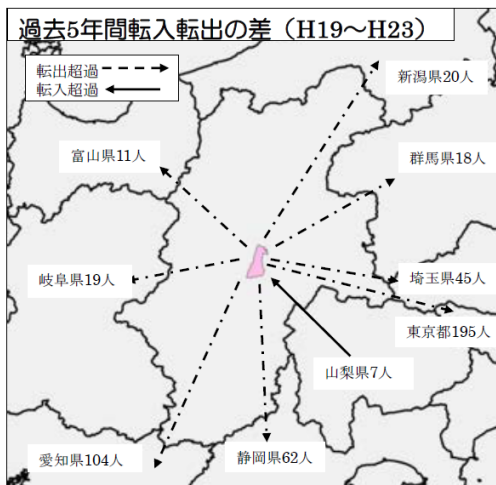 過去5年間転入転出の差（H19～H23）
転出超過
転入超過
新潟県20人
富山県11人
群馬県18人
岐阜県19人
埼玉県45人
東京都195人
山梨県7人
愛知県104人
静岡県62人